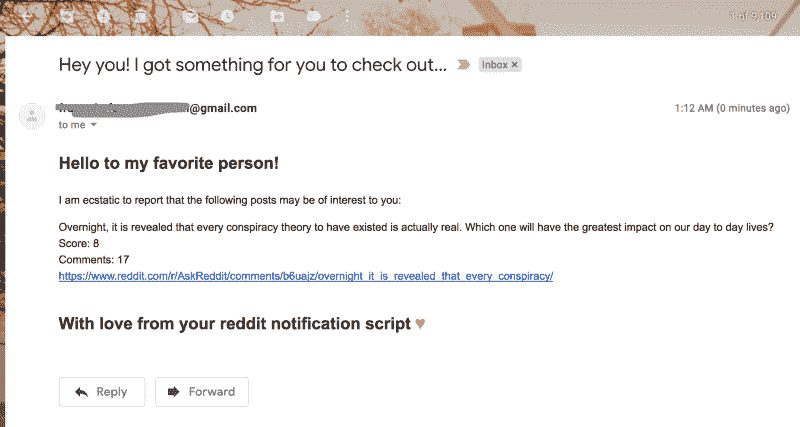 1 of 9,109
Hey you! I got something for you to check out...
Inbox ×
@gmail.com
1:12 AM (0 minutes ago)
to me
Hello to my favorite person!
I am ecstatic to report that the following posts may be of interest to you:
Overnight, it is revealed that every conspiracy theory to have existed is actually real. Which one will have the greatest impact on our day to day lives?
Score: 8
Comments: 17
https://www.reddit.com/r/AskReddit/comments/b6uajz/overnight_it_is_revealed_that_every_conspiracy/
With love from your reddit notification script ♥
Reply
Forward